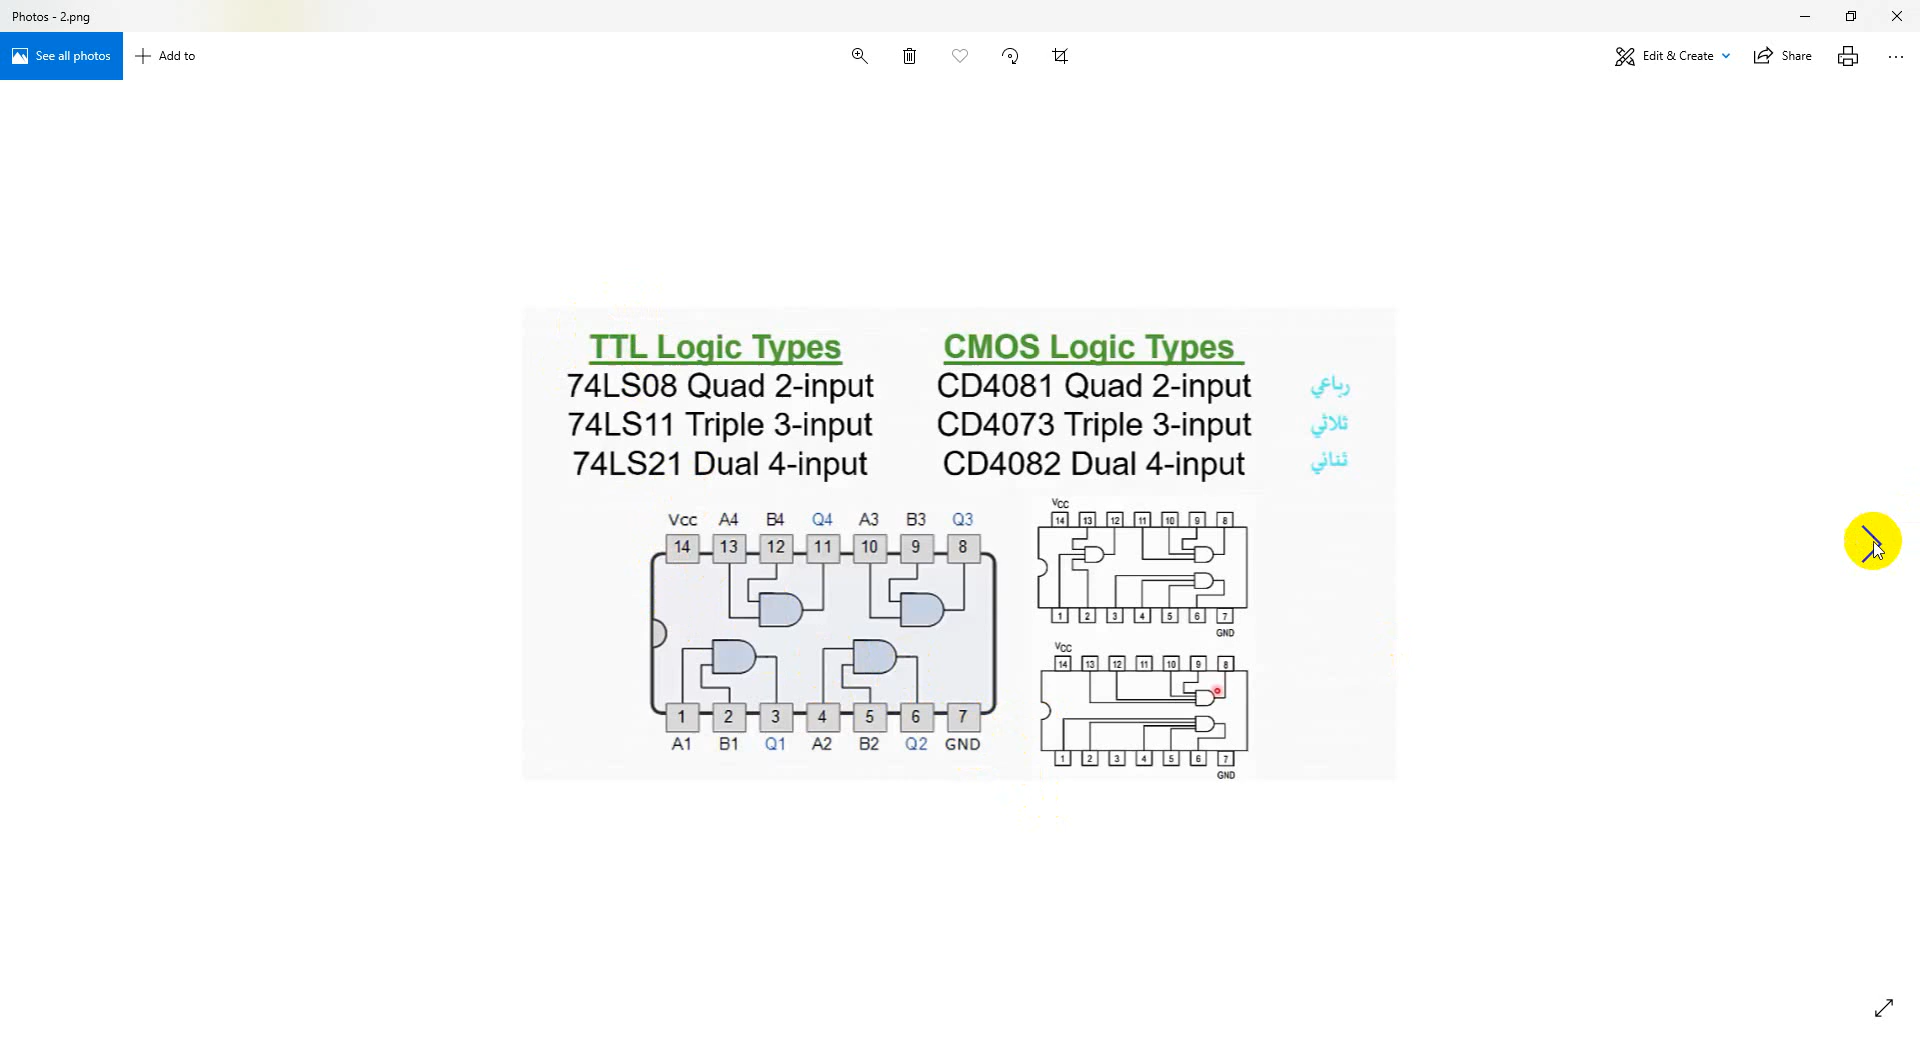 Photos - 2.png
See all photos
Add to
Edit & Create
Share
TTL Logic Types
74LS08 Quad 2-input
74LS11 Triple 3-input
74LS21 Dual 4-input
CMOS Logic Types
CD4081 Quad 2-input
CD4073 Triple 3-input
CD4082 Dual 4-input
رباعي
ثلاثي
ثنائي
Vcc A4 B4 Q4 A3 B3 Q3
14 13 12 11 10 9 8
1 2 3 4 5 6 7
A1 B1 Q1 A2 B2 Q2 GND
VCC
14 13 12 11 10 9 8
1 2 3 4 5 6 7
GND
VCC
14 13 12 11 10 9 8
1 2 3 4 5 6 7
GND